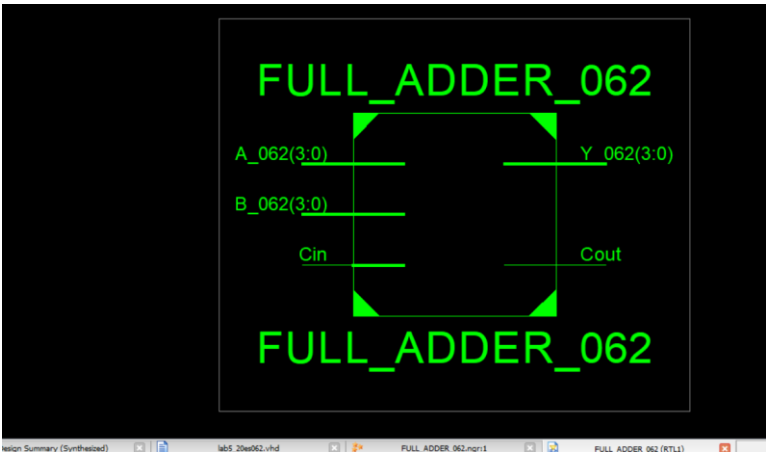 FULL_ADDER_062
A_062(3:0)
Y_062(3:0)
B_062(3:0)
Cin
Cout
FULL_ADDER_062
Design Summary (Synthesized)
lab5_20es062.vhd
FULL_ADDER_062.ngr:1
FULL_ADDER_062 (RTL1)